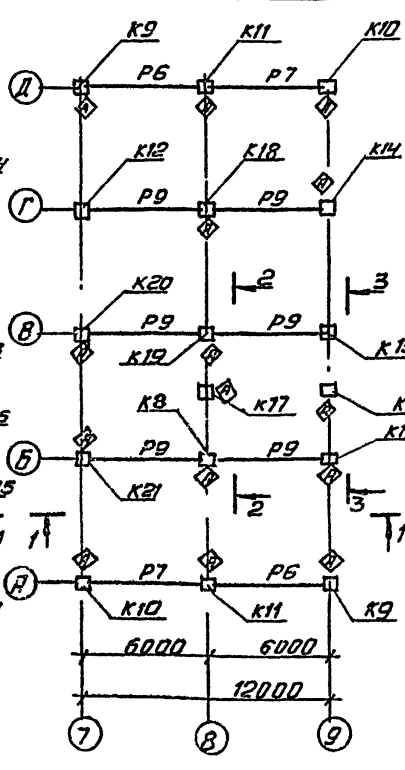 К9 К11 К10
Д Р6 Р7
К12 К18 К14
Г Р9 Р9
К20 2 3
В Р9 Р9
К19
К8 К17
Б Р9 Р9
К21 2 3
1 1
А Р7 Р6
К10 К11 К9
6000 6000
12000
7 8 9